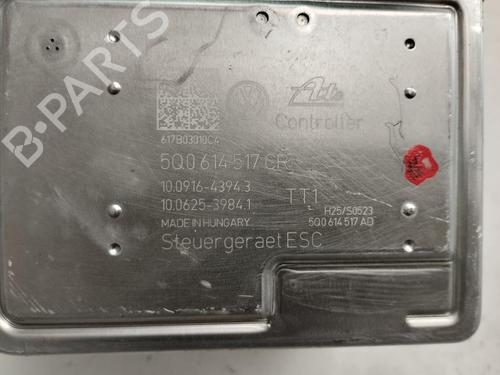 B-PARTS
Ate
Controller
617B03010C4
5Q0 614 517 CR
10.0916-4394.3
10.0625-3984.1
TT1
H25/S0523
5Q0 614 517 AD
MADE IN HUNGARY
Steuergeraet ESC